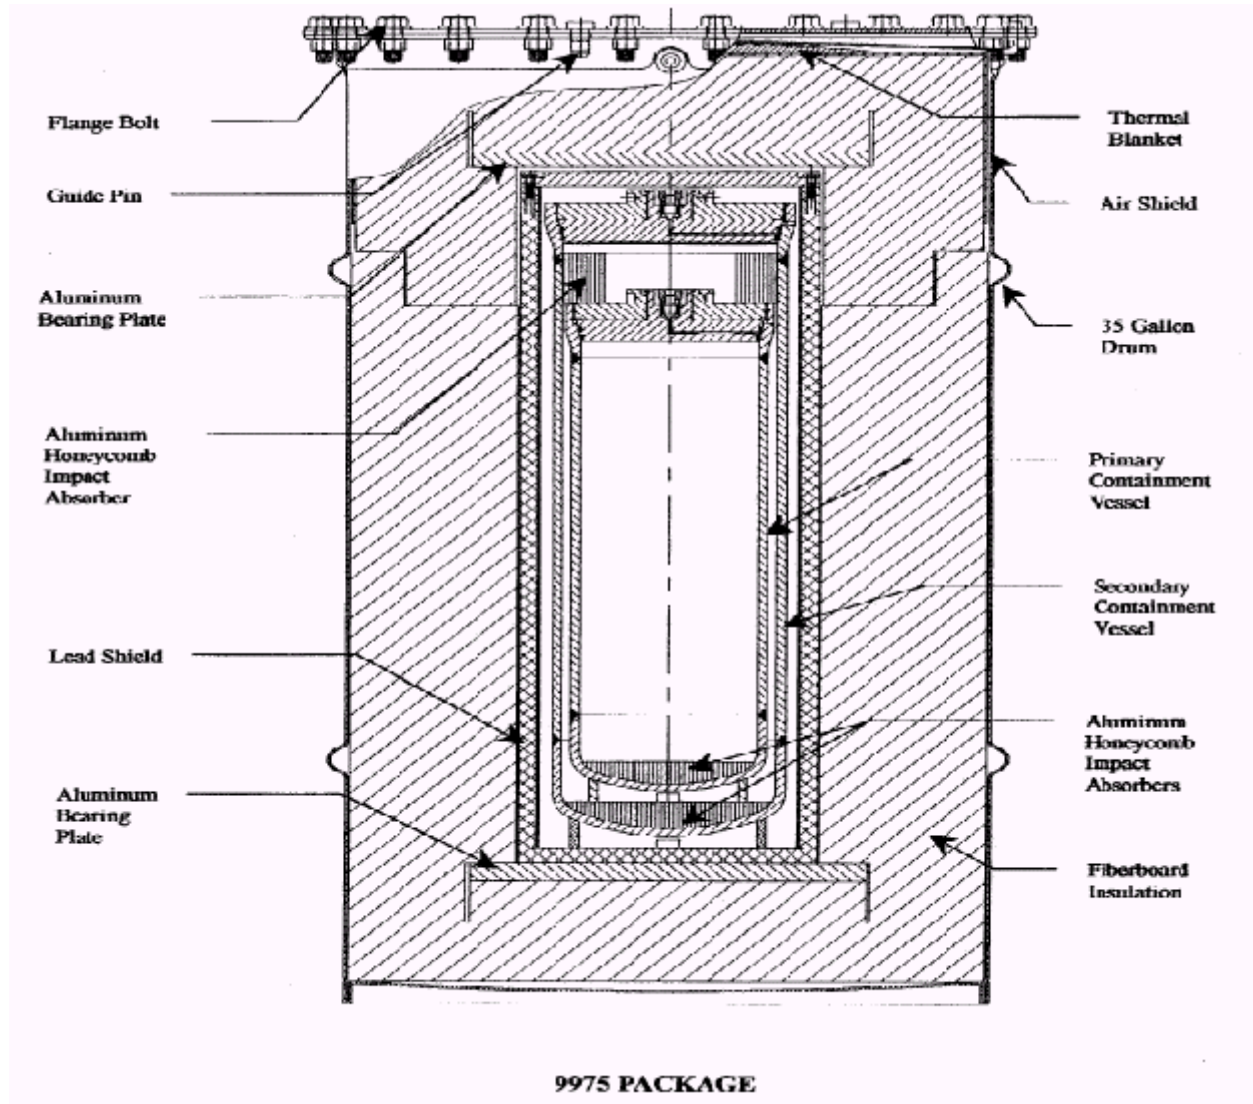 Flange Bolt
Guide Pin
Aluminum
Bearing Plate
Aluminum
Honeycomb
Impact
Absorber
Lead Shield
Aluminum
Bearing
Plate
Thermal
Blanket
Air Shield
35 Gallon
Drum
Primary
Containment
Vessel
Secondary
Containment
Vessel
Aluminum
Honeycomb
Impact
Absorbers
Fiberboard
Insulation
9975 PACKAGE